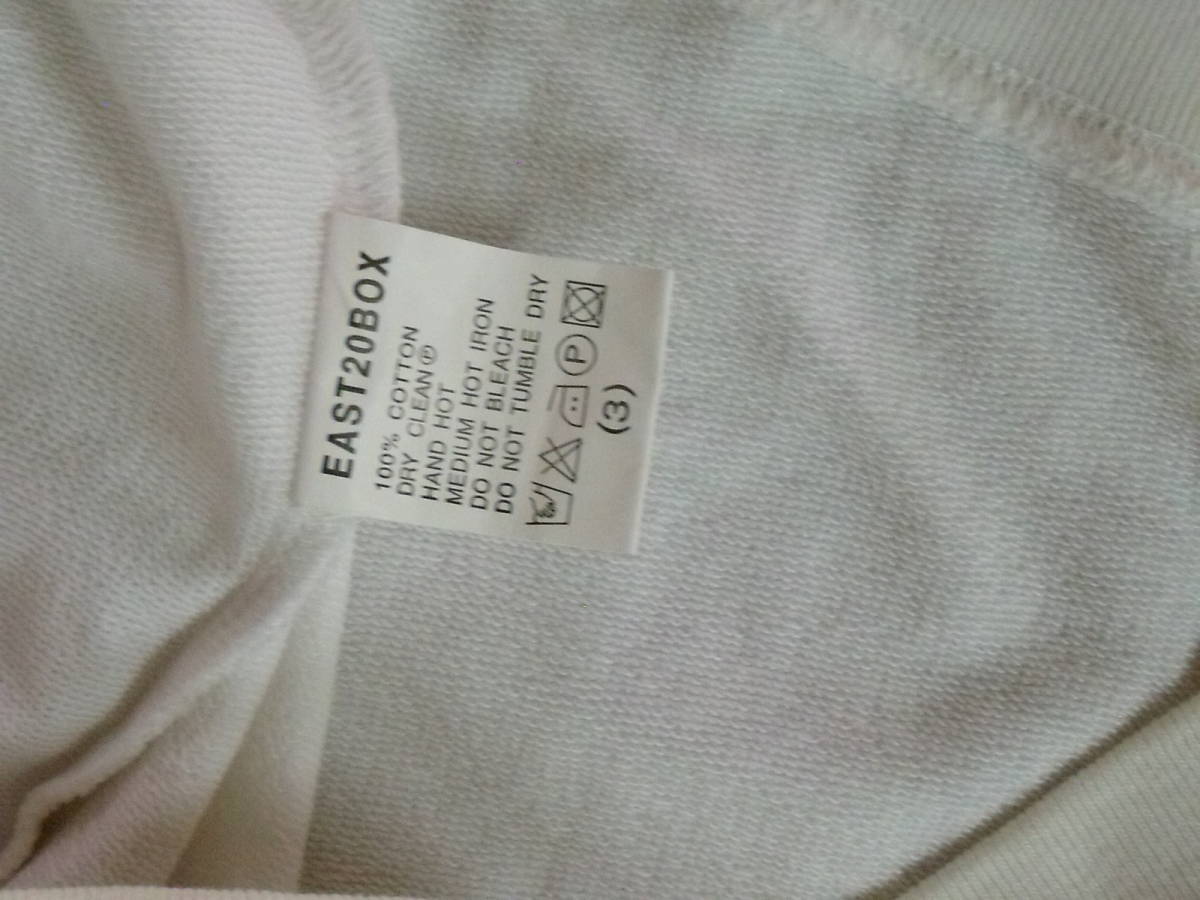 EAST20BOX
100% COTTON
DRY CLEAN Ⓟ
HAND HOT
MEDIUM HOT IRON
DO NOT BLEACH
DO NOT TUMBLE DRY
Ⓟ
(3)